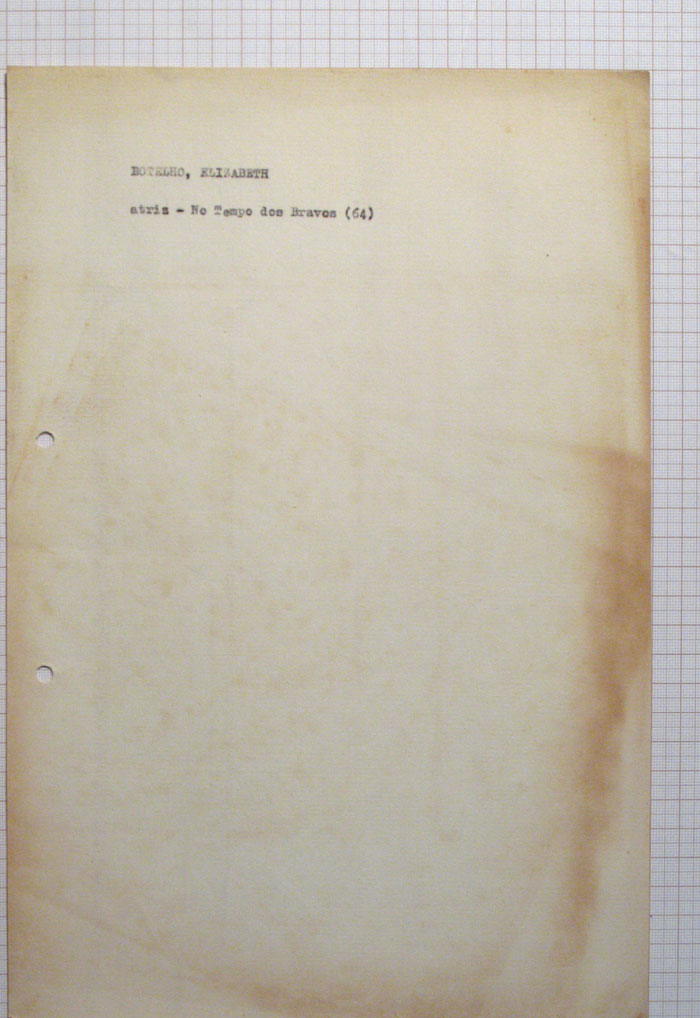 BOTELHO, ELIZABETH
atriz - No Tempo dos Bravos (64)